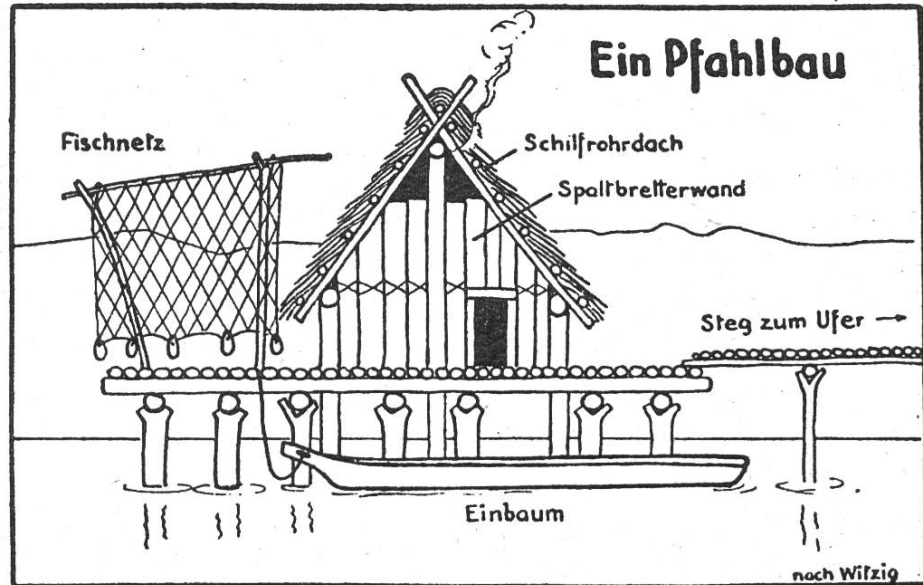 Ein Pfahlbau
Fischnetz
Schilfrohrdach
Spaltbretterwand
Steg zum Ufer →
Einbaum
nach Witzig